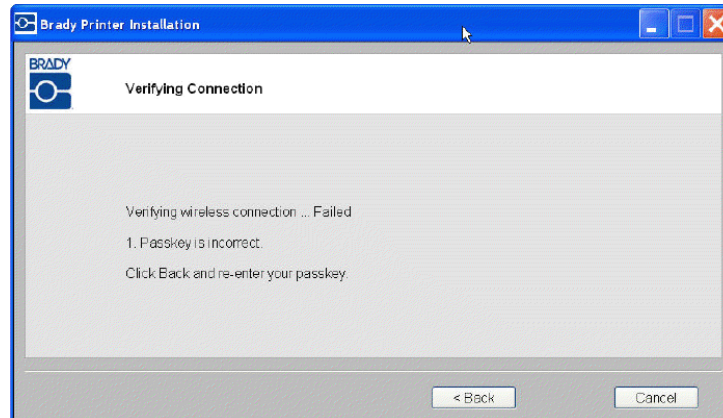 Brady Printer Installation
BRADY
Verifying Connection
Verifying wireless connection ... Failed
1. Passkey is incorrect.
Click Back and re-enter your passkey.
< Back
Cancel